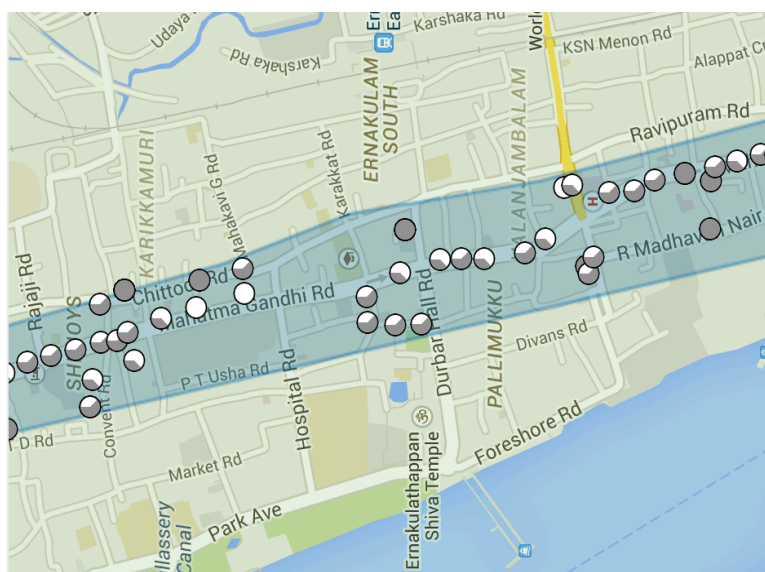 Udaya
Karshaka Rd
Karshaka Rd
KSN Menon Rd
Alappat
Ravipuram Rd
ERNAKULAM
SOUTH
KARIKKAMURI
Mahakavi G Rd
Karakkat Rd
Rajaji Rd
Chittoor Rd
Mahatma Gandhi Rd
R Madhavan Nair
H
Durbar Hall Rd
PALLIMUKKU
Divans Rd
P T Usha Rd
Hospital Rd
Convent Rd
T D Rd
Market Rd
Park Ave
Foreshore Rd
Ernakulathappan
Shiva Temple
Canal